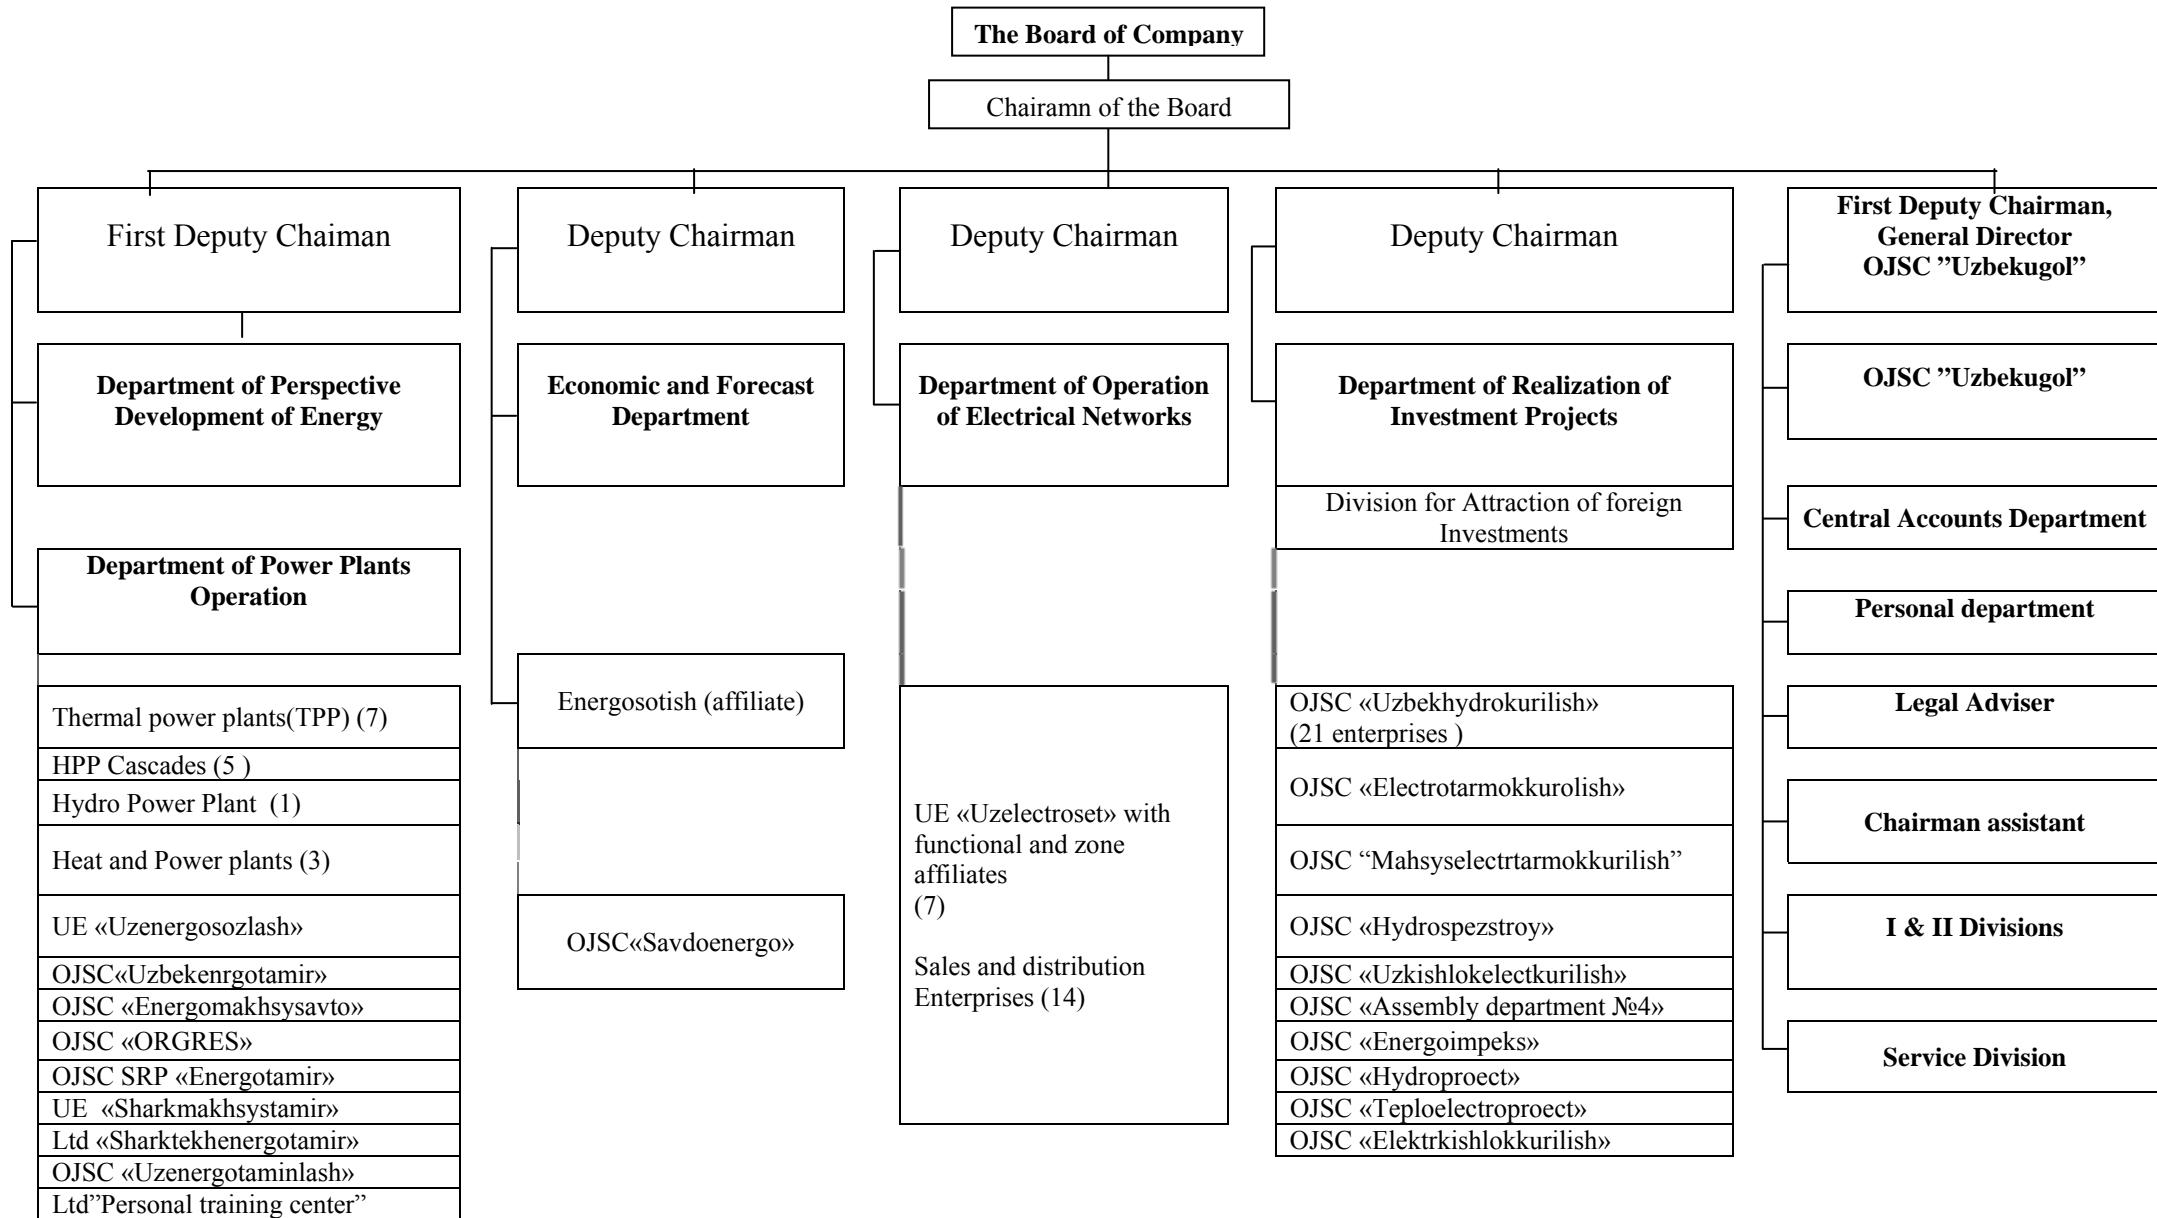 The Board of Company
Chairamn of the Board
First Deputy Chaiman
Department of Perspective
Development of Energy
Department of Power Plants
Operation
Thermal power plants(TPP) (7)
HPP Cascades (5 )
Hydro Power Plant  (1)
Heat and Power plants (3)
UE «Uzenergosozlash»
OJSC«Uzbekenrgotamir»
OJSC «Energomakhsysavto»
OJSC «ORGRES»
OJSC SRP «Energotamir»
UE  «Sharkmakhsystamir»
Ltd «Sharktekhenergotamir»
OJSC «Uzenergotaminlash»
Ltd”Personal training center”
Deputy Chairman
Economic and Forecast
Department
Energosotish (affiliate)
OJSC«Savdoenergo»
Deputy Chairman
Department of Operation
of Electrical Networks
UE «Uzelectroset» with
functional and zone
affiliates
(7)
Sales and distribution
Enterprises (14)
Deputy Chairman
Department of Realization of
Investment Projects
Division for Attraction of foreign
Investments
OJSC «Uzbekhydrokurilish»
(21 enterprises )
OJSC «Electrotarmokkurolish»
OJSC “Mahsyselectrtarmokkurilish”
OJSC «Hydrospezstroy»
OJSC «Uzkishlokelectkurilish»
OJSC «Assembly department №4»
OJSC «Energoimpeks»
OJSC «Hydroproect»
OJSC «Teploelectroproect»
OJSC «Elektrkishlokkurilish»
First Deputy Chairman,
General Director
OJSC ”Uzbekugol”
OJSC ”Uzbekugol”
Central Accounts Department
Personal department
Legal Adviser
Chairman assistant
I & II Divisions
Service Division